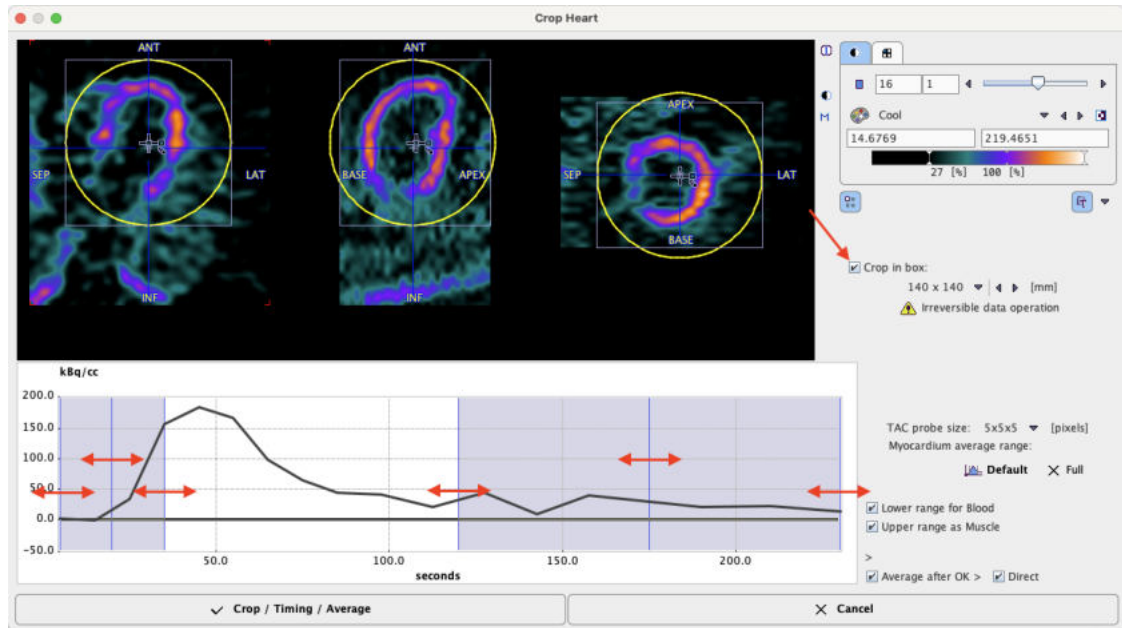 Crop Heart
ANT
SEP
LAT
INF
ANT
BASE
APEX
INF
APEX
SEP
LAT
BASE
M
16
1
Cool
14.6769
219.4651
27 [%] 100 [%]
Crop in box:
140 x 140 [mm]
Irreversible data operation
kBq/cc
200.0
150.0
100.0
50.0
0.0
-50.0
50.0
100.0
150.0
200.0
seconds
TAC probe size: 5x5x5 [pixels]
Myocardium average range:
Default Full
Lower range for Blood
Upper range as Muscle
>
Average after OK > Direct
Crop / Timing / Average
Cancel